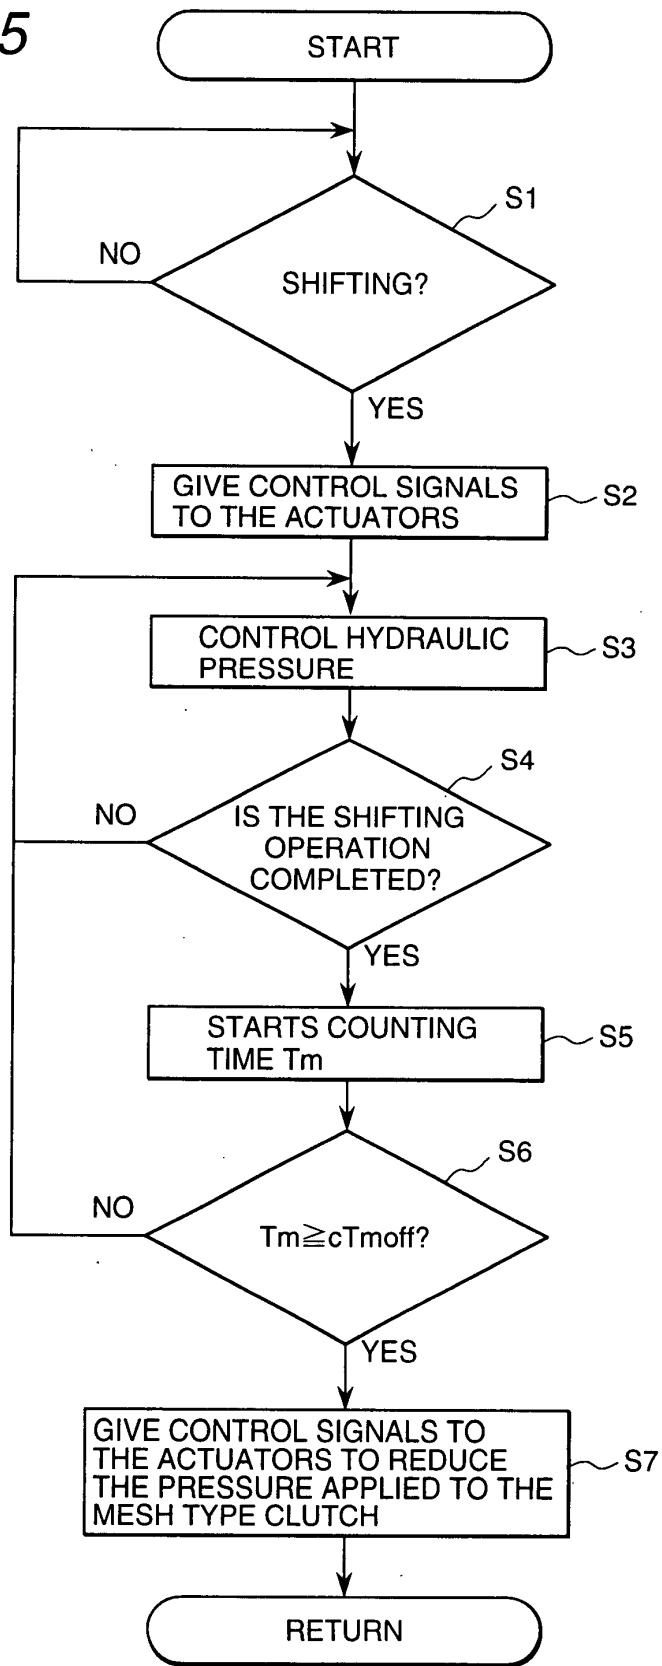 5
START
S1
NO
SHIFTING?
YES
GIVE CONTROL SIGNALS
TO THE ACTUATORS
S2
CONTROL HYDRAULIC
PRESSURE
S3
S4
NO
IS THE SHIFTING
OPERATION
COMPLETED?
YES
STARTS COUNTING
TIME Tm
S5
S6
NO
Tm≧cTmoff?
YES
GIVE CONTROL SIGNALS TO
THE ACTUATORS TO REDUCE
THE PRESSURE APPLIED TO THE
MESH TYPE CLUTCH
S7
RETURN